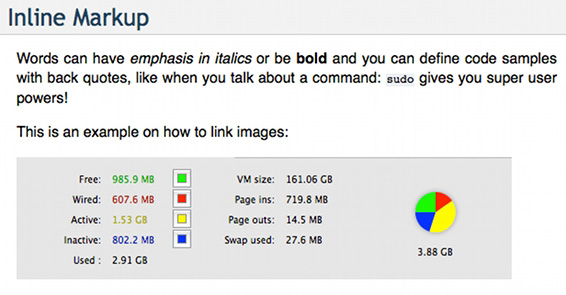 Inline Markup
Words can have emphasis in italics or be bold and you can define code samples
with back quotes, like when you talk about a command: sudo gives you super user
powers!
This is an example on how to link images:
Free: 985.9 MB VM size: 161.06 GB
Wired: 607.6 MB Page ins: 719.8 MB
Active: 1.53 GB Page outs: 14.5 MB
Inactive: 802.2 MB Swap used: 27.6 MB
Used : 2.91 GB
3.88 GB